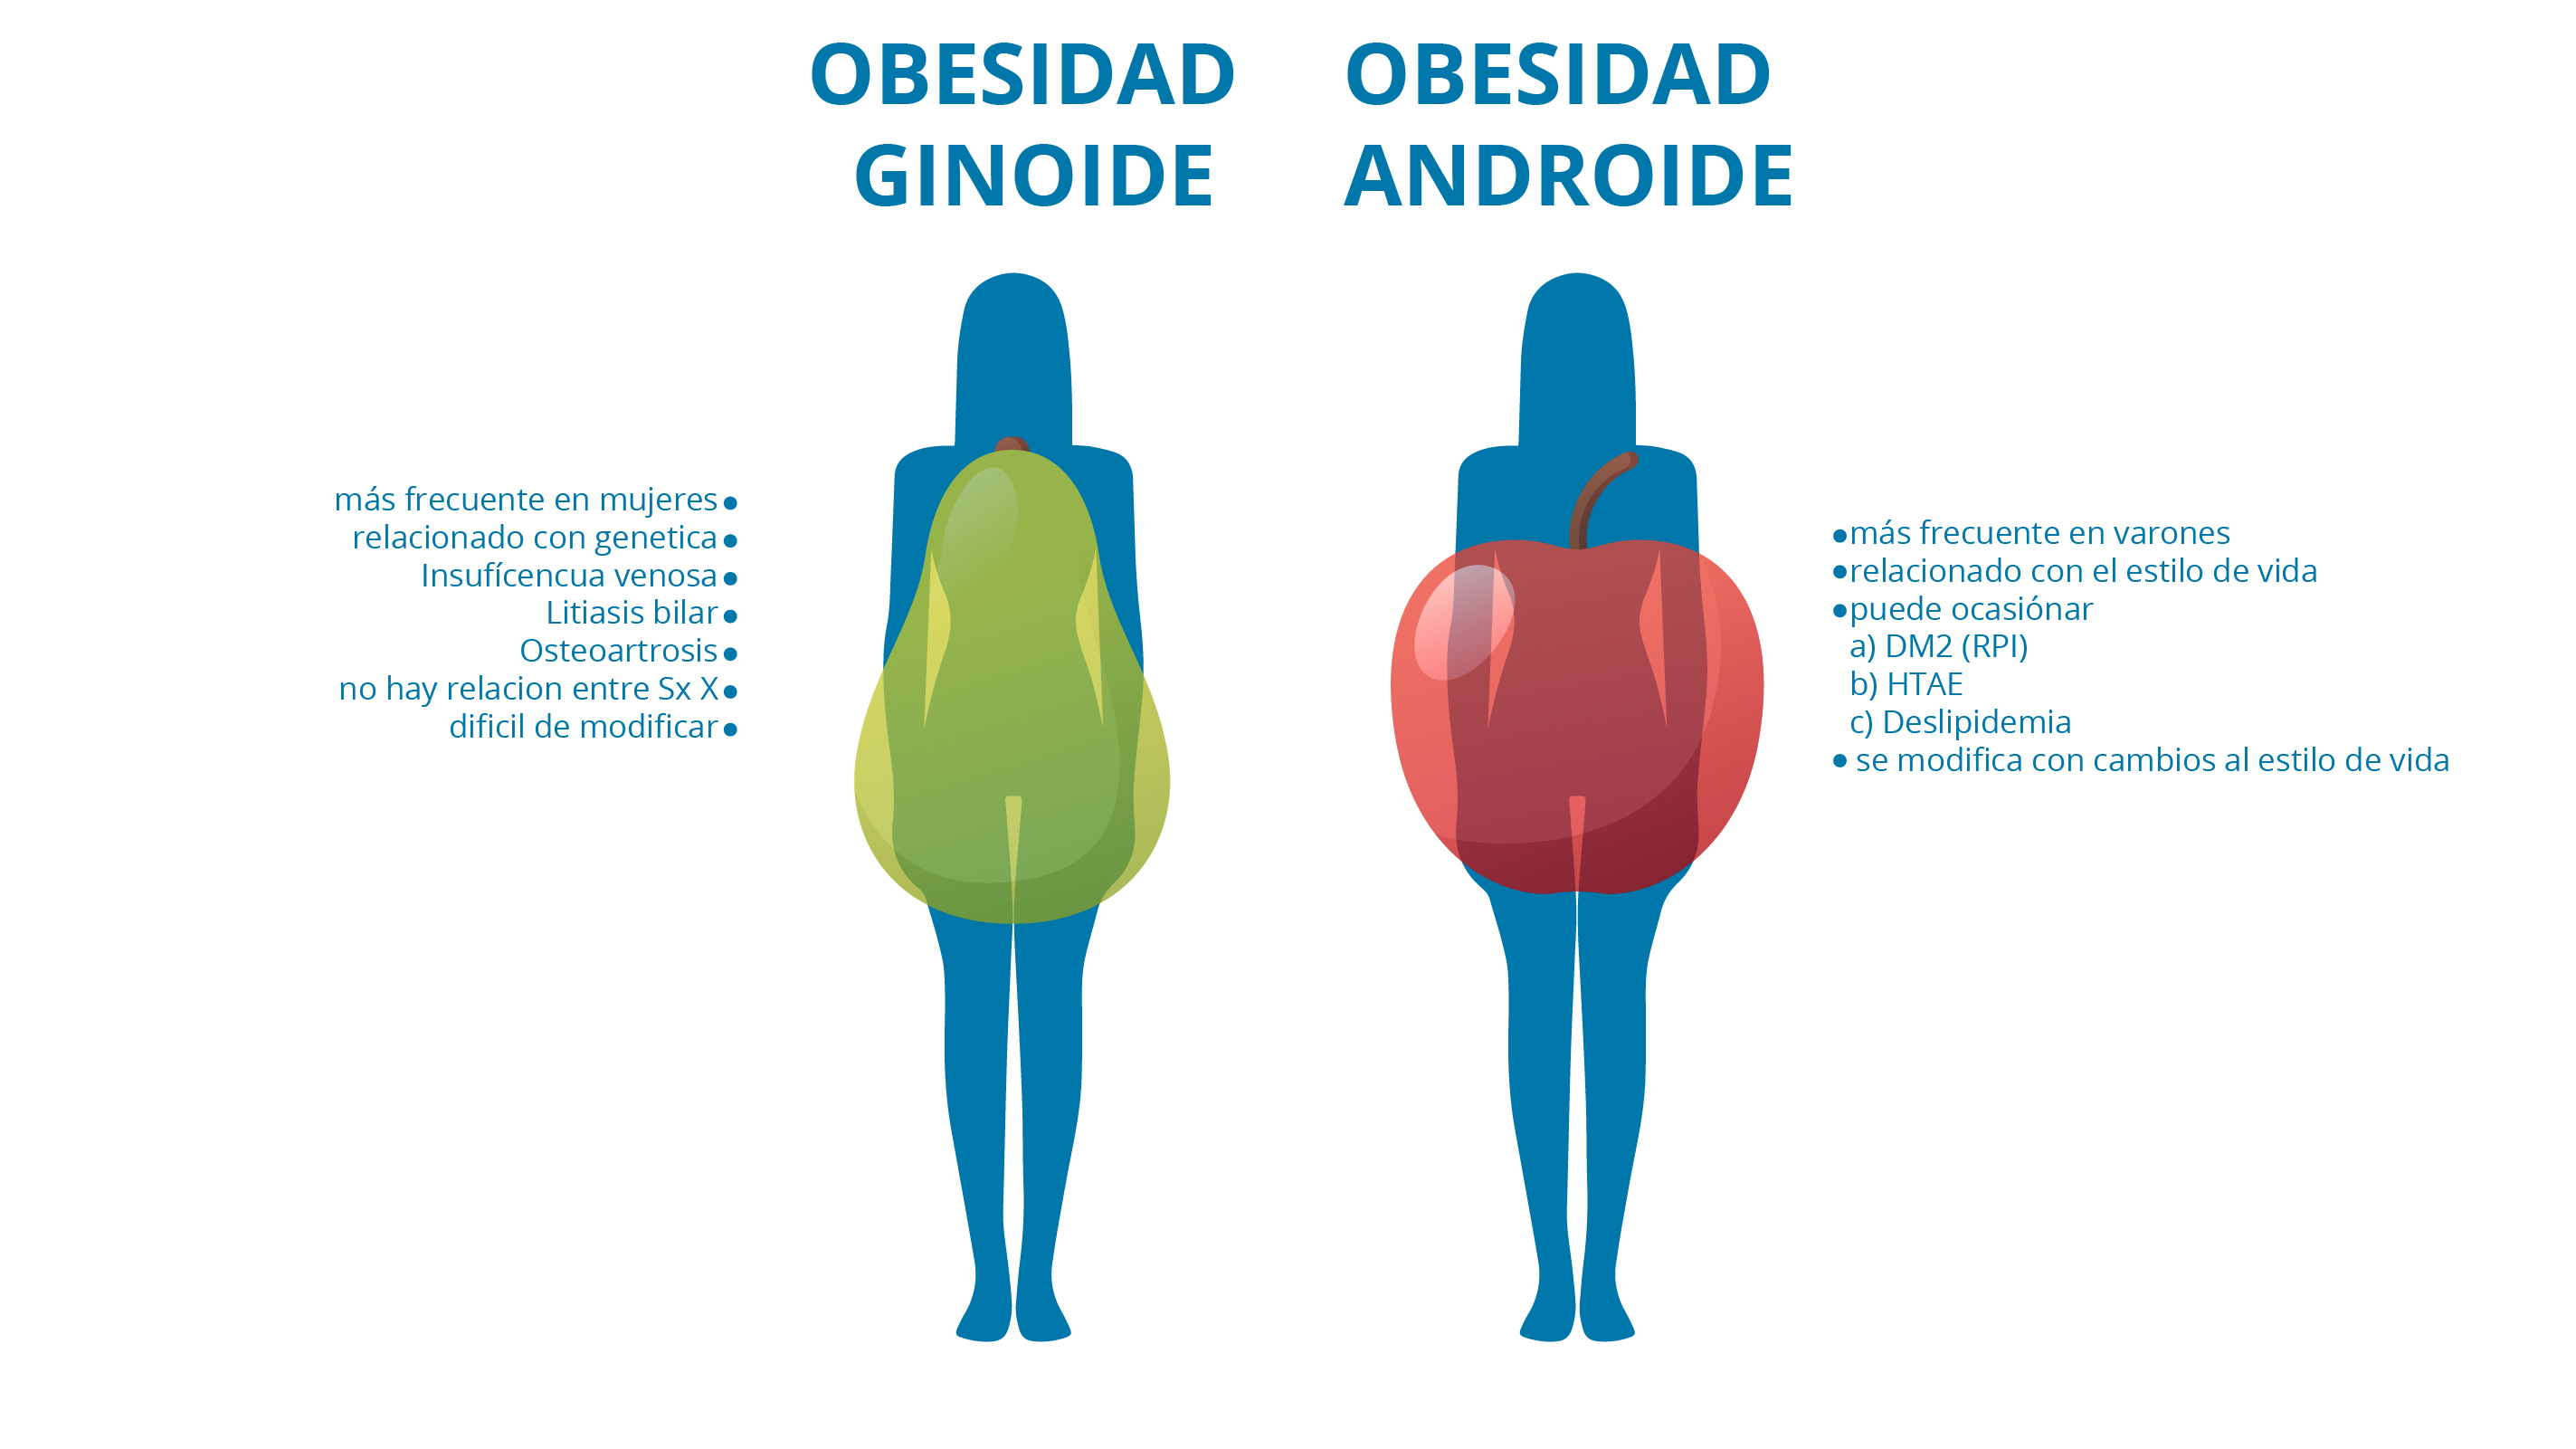 OBESIDAD
GINOIDE
OBESIDAD
ANDROIDE
más frecuente en mujeres●
relacionado con genetica●
Insufícencua venosa●
Litiasis bilar●
Osteoartrosis●
no hay relacion entre Sx X●
dificil de modificar●
●más frecuente en varones
●relacionado con el estilo de vida
●puede ocasiónar
a) DM2 (RPI)
b) HTAE
c) Deslipidemia
● se modifica con cambios al estilo de vida